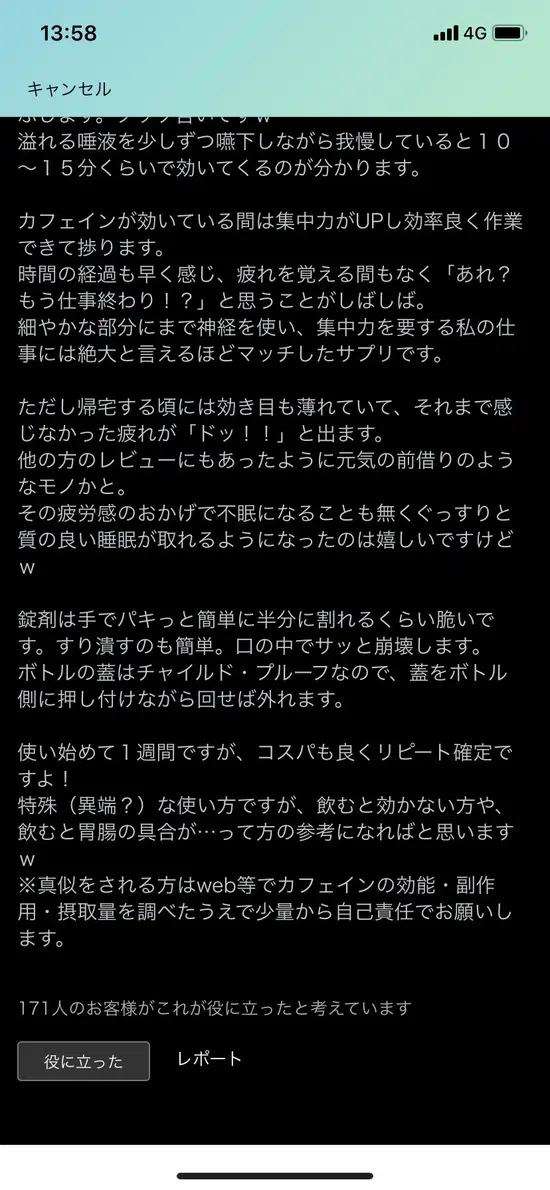 13:58
4G
キャンセル
溢れる唾液を少しずつ嚥下しながら我慢していると１０
〜１５分くらいで効いてくるのが分かります。
カフェインが効いている間は集中力がUPし効率良く作業
できて捗ります。
時間の経過も早く感じ、疲れを覚える間もなく「あれ？
もう仕事終わり！？」と思うことがしばしば。
細やかな部分にまで神経を使い、集中力を要する私の仕
事には絶大と言えるほどマッチしたサプリです。
ただし帰宅する頃には効き目も薄れていて、それまで感
じなかった疲れが「ドッ！！」と出ます。
他の方のレビューにもあったように元気の前借りのよう
なモノかと。
その疲労感のおかげで不眠になることも無くぐっすりと
質の良い睡眠が取れるようになったのは嬉しいですけど
ｗ
錠剤は手でパキっと簡単に半分に割れるくらい脆いで
す。すり潰すのも簡単。口の中でサッと崩壊します。
ボトルの蓋はチャイルド・プルーフなので、蓋をボトル
側に押し付けながら回せば外れます。
使い始めて１週間ですが、コスパも良くリピート確定で
すよ！
特殊（異端？）な使い方ですが、飲むと効かない方や、
飲むと胃腸の具合が…って方の参考になればと思います
ｗ
※真似をされる方はweb等でカフェインの効能・副作
用・摂取量を調べたうえで少量から自己責任でお願いし
ます。
171人のお客様がこれが役に立ったと考えています
役に立った
レポート